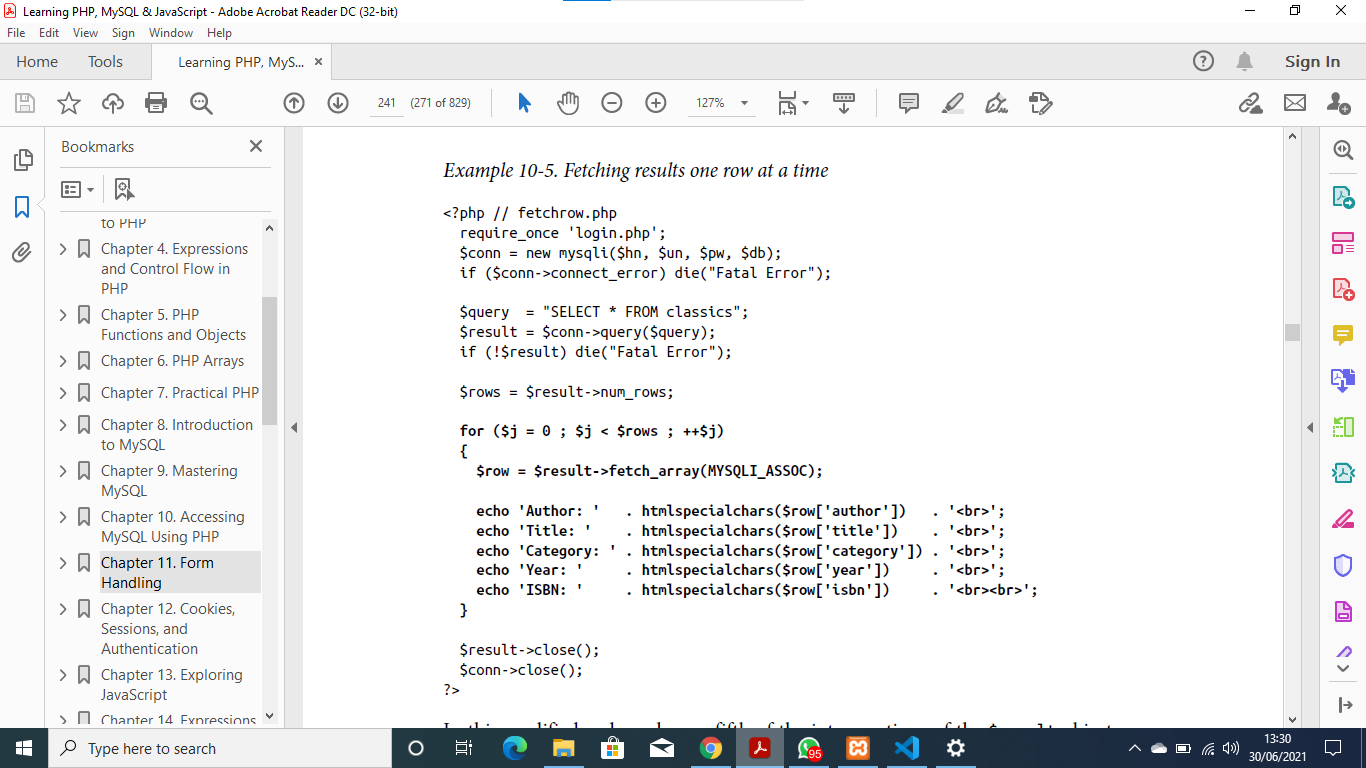 Learning PHP, MySQL & JavaScript - Adobe Acrobat Reader DC (32-bit)
File Edit View Sign Window Help
Home Tools Learning PHP, MyS... × Sign In
241 (271 of 829) 127%
Bookmarks
to PHP
Chapter 4. Expressions
and Control Flow in
PHP
Chapter 5. PHP
Functions and Objects
Chapter 6. PHP Arrays
Chapter 7. Practical PHP
Chapter 8. Introduction
to MySQL
Chapter 9. Mastering
MySQL
Chapter 10. Accessing
MySQL Using PHP
Chapter 11. Form
Handling
Chapter 12. Cookies,
Sessions, and
Authentication
Chapter 13. Exploring
JavaScript
Chapter 14. Expressions
Example 10-5. Fetching results one row at a time
<?php // fetchrow.php
  require_once 'login.php';
  $conn = new mysqli($hn, $un, $pw, $db);
  if ($conn->connect_error) die("Fatal Error");

  $query  = "SELECT * FROM classics";
  $result = $conn->query($query);
  if (!$result) die("Fatal Error");

  $rows = $result->num_rows;

  for ($j = 0 ; $j < $rows ; ++$j)
  {
    $row = $result->fetch_array(MYSQLI_ASSOC);

    echo 'Author: '   . htmlspecialchars($row['author'])   . '<br>';
    echo 'Title: '    . htmlspecialchars($row['title'])    . '<br>';
    echo 'Category: ' . htmlspecialchars($row['category']) . '<br>';
    echo 'Year: '     . htmlspecialchars($row['year'])     . '<br>';
    echo 'ISBN: '     . htmlspecialchars($row['isbn'])     . '<br><br>';
  }

  $result->close();
  $conn->close();
?>
Type here to search
95
13:30
30/06/2021